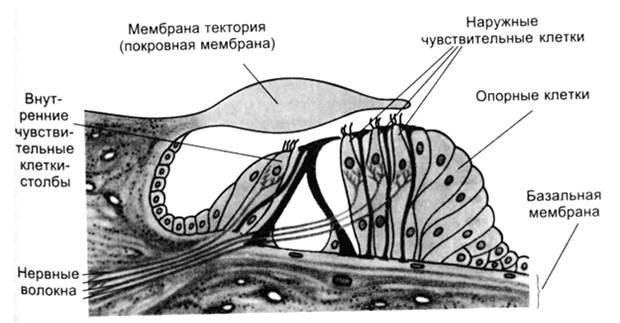 Мембрана тектория
(покровная мембрана)
Наружные
чувствительные клетки
Внут-
ренние
чувстви-
тельные
клетки-
столбы
Опорные клетки
Базальная
мембрана
Нервные
волокна